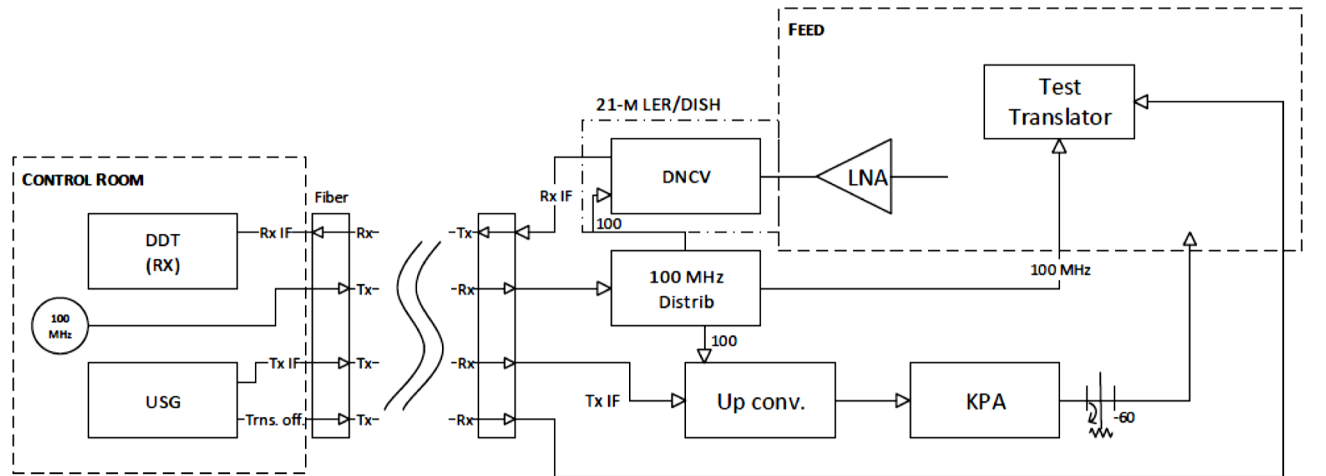 FEED
Test
Translator
21-M LER/DISH
DNCV
LNA
CONTROL ROOM
Fiber
Rx IF
100
DDT
(RX)
Rx IF
Rx
Tx
100 MHz
Distrib
100 MHz
100
MHz
Tx
Rx
100
USG
Tx IF
Tx
Rx
Tx IF
Up conv.
KPA
-60
Trns. off.
Tx
Rx